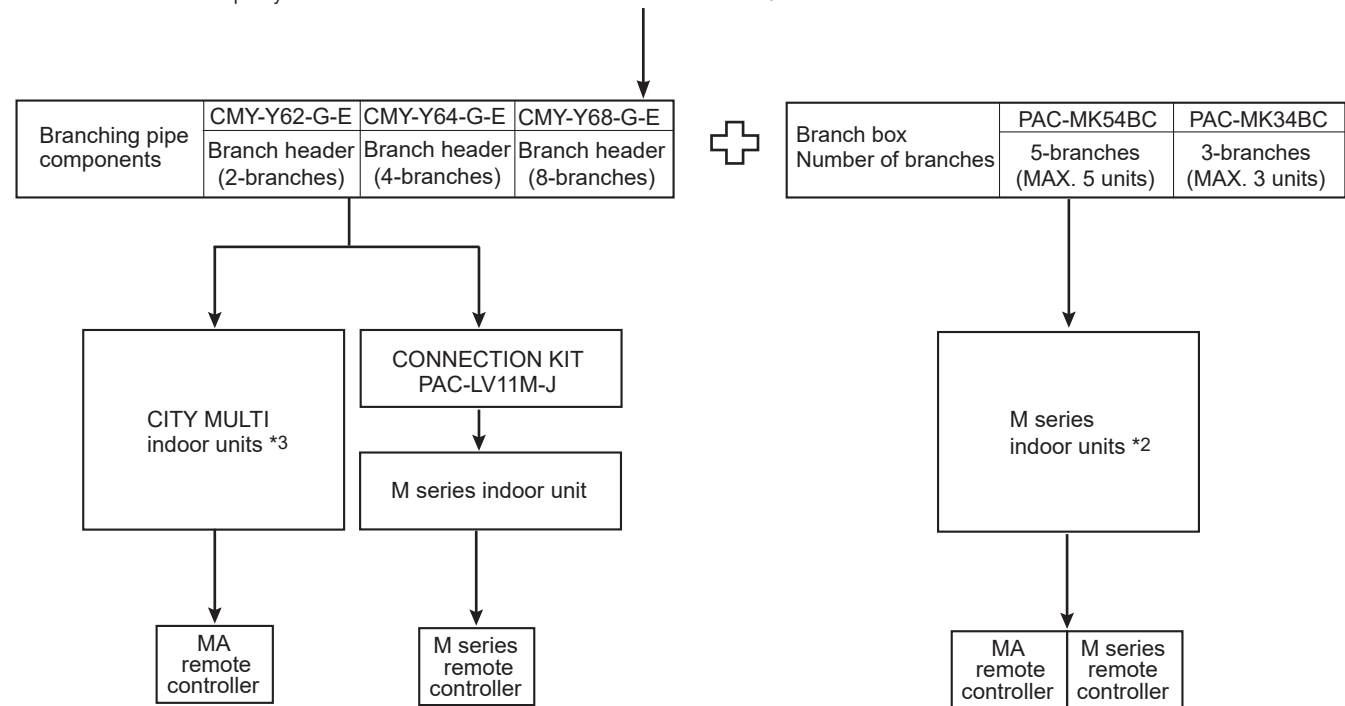 Branching pipe
components
CMY-Y62-G-E
CMY-Y64-G-E
CMY-Y68-G-E
Branch header
(2-branches)
Branch header
(4-branches)
Branch header
(8-branches)
Branch box
Number of branches
PAC-MK54BC
PAC-MK34BC
5-branches
(MAX. 5 units)
3-branches
(MAX. 3 units)
CITY MULTI
indoor units *3
CONNECTION KIT
PAC-LV11M-J
M series indoor unit
M series
indoor units *2
MA
remote
controller
M series
remote
controller
MA
remote
controller
M series
remote
controller